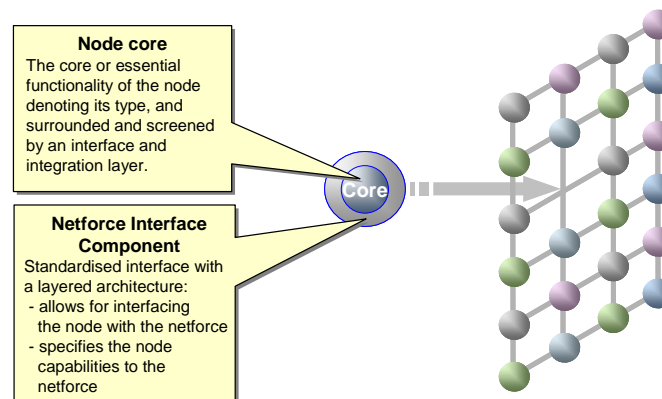 Node core
The core or essential
functionality of the node
denoting its type, and
surrounded and screened
by an interface and
integration layer.
Core
Netforce Interface
Component
Standardised interface with
a layered architecture:
- allows for interfacing
the node with the netforce
- specifies the node
capabilities to the
netforce